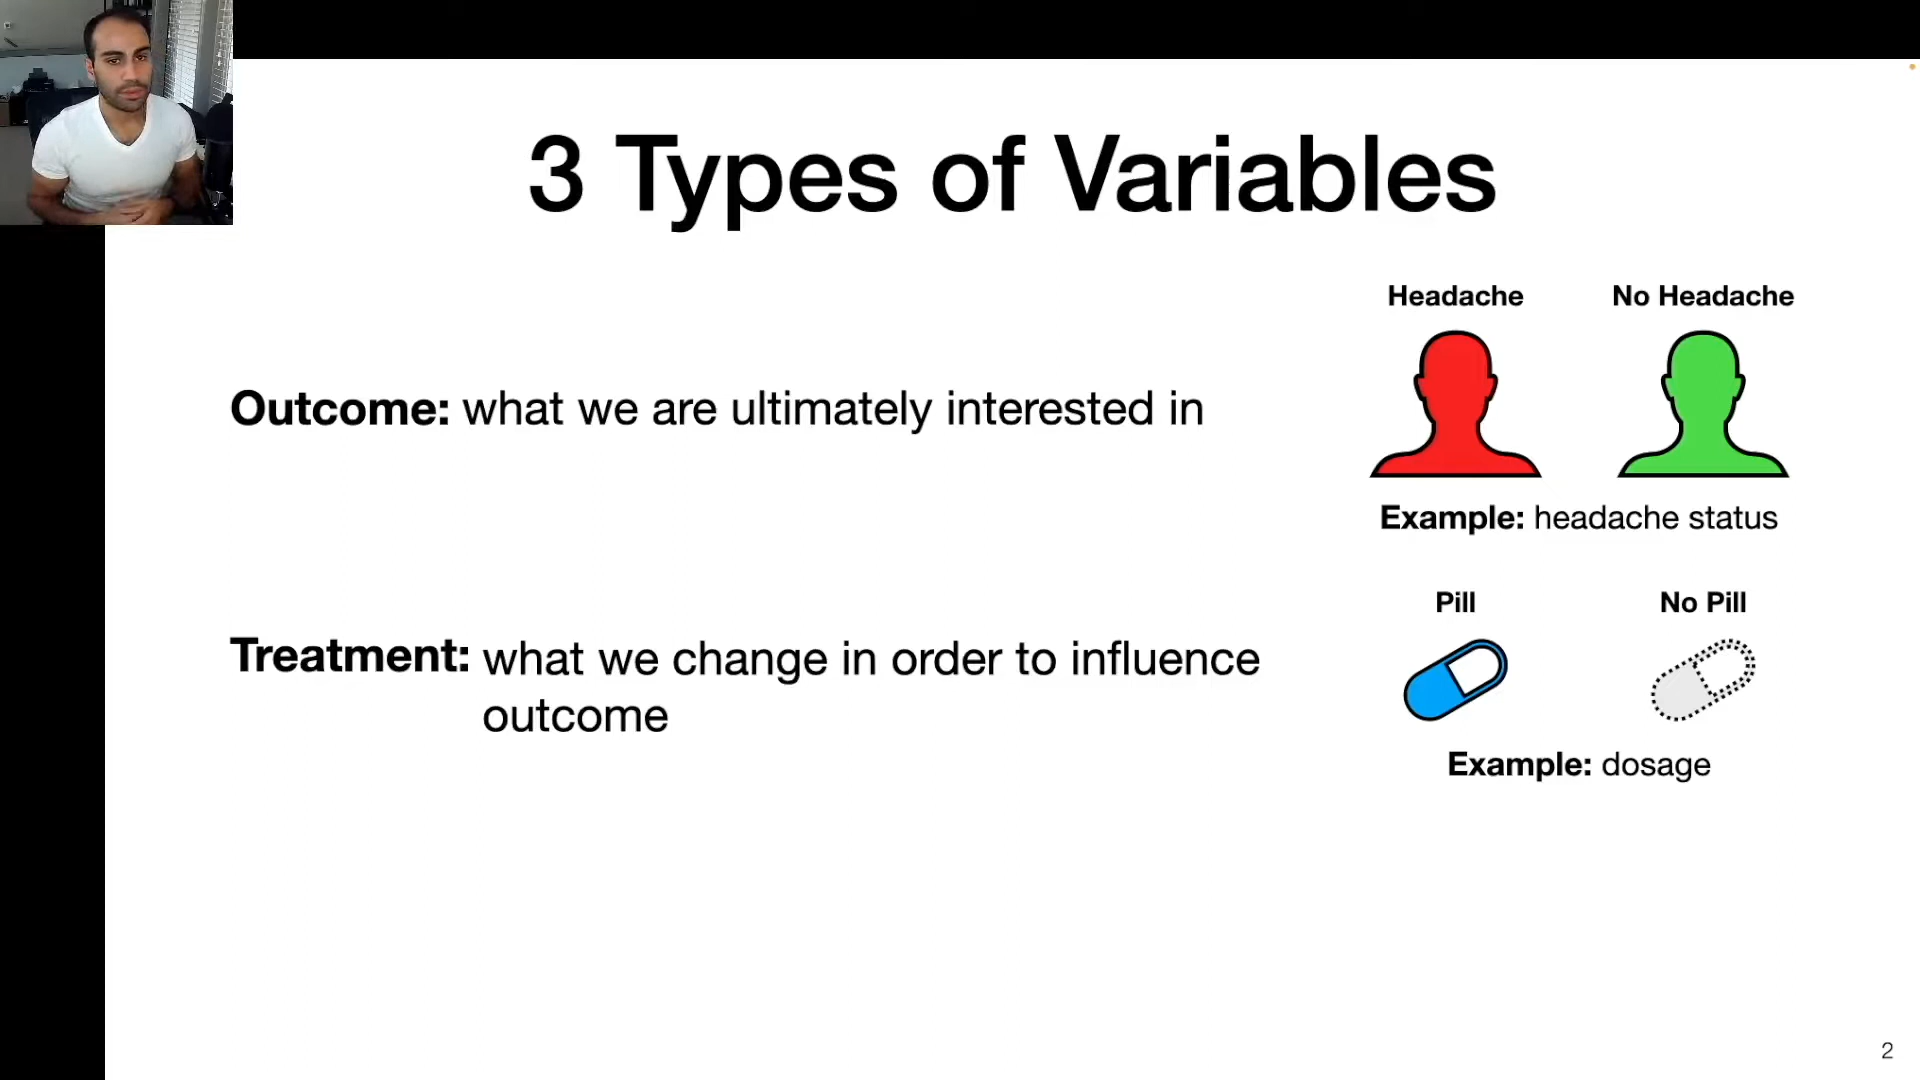 3 Types of Variables
Headache
No Headache
Outcome: what we are ultimately interested in
Example: headache status
Pill
No Pill
Treatment: what we change in order to influence
outcome
Example: dosage
2